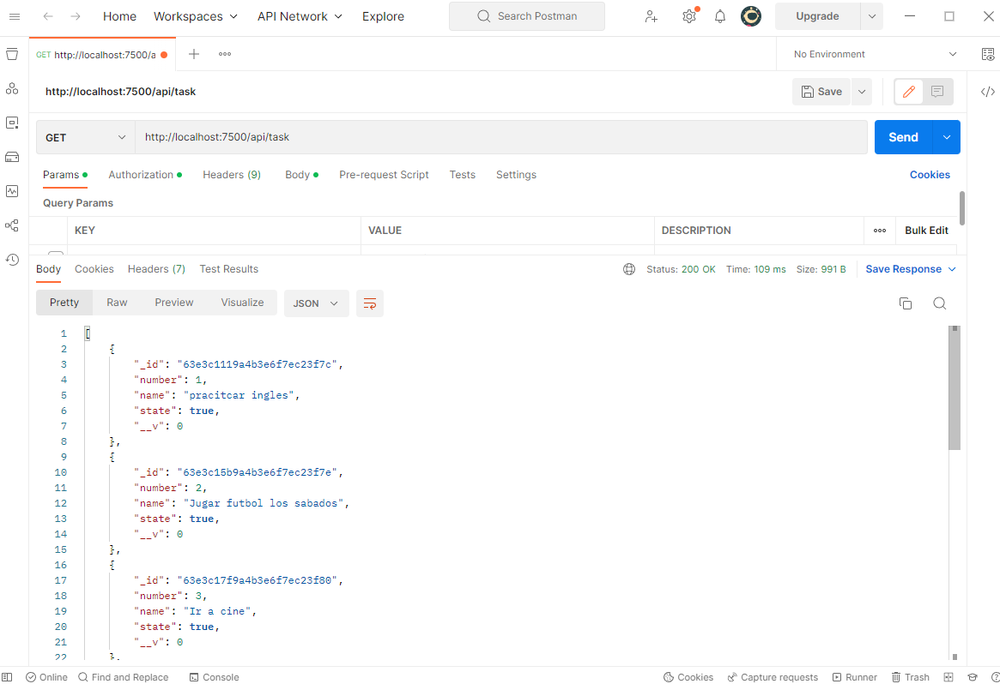 Home Workspaces API Network Explore Search Postman Upgrade
GET http://localhost:7500/a No Environment
http://localhost:7500/api/task Save
GET http://localhost:7500/api/task Send
Params Authorization Headers (9) Body Pre-request Script Tests Settings Cookies
Query Params
KEY VALUE DESCRIPTION Bulk Edit
Body Cookies Headers (7) Test Results Status: 200 OK Time: 109 ms Size: 991 B Save Response
Pretty Raw Preview Visualize JSON
1 [
2 {
3 "_id": "63e3c1119a4b3e6f7ec23f7c",
4 "number": 1,
5 "name": "pracitcar ingles",
6 "state": true,
7 "__v": 0
8 },
9 {
10 "_id": "63e3c15b9a4b3e6f7ec23f7e",
11 "number": 2,
12 "name": "Jugar futbol los sabados",
13 "state": true,
14 "__v": 0
15 },
16 {
17 "_id": "63e3c17f9a4b3e6f7ec23f80",
18 "number": 3,
19 "name": "Ir a cine",
20 "state": true,
21 "__v": 0
22 },
Online Find and Replace Console Cookies Capture requests Runner Trash